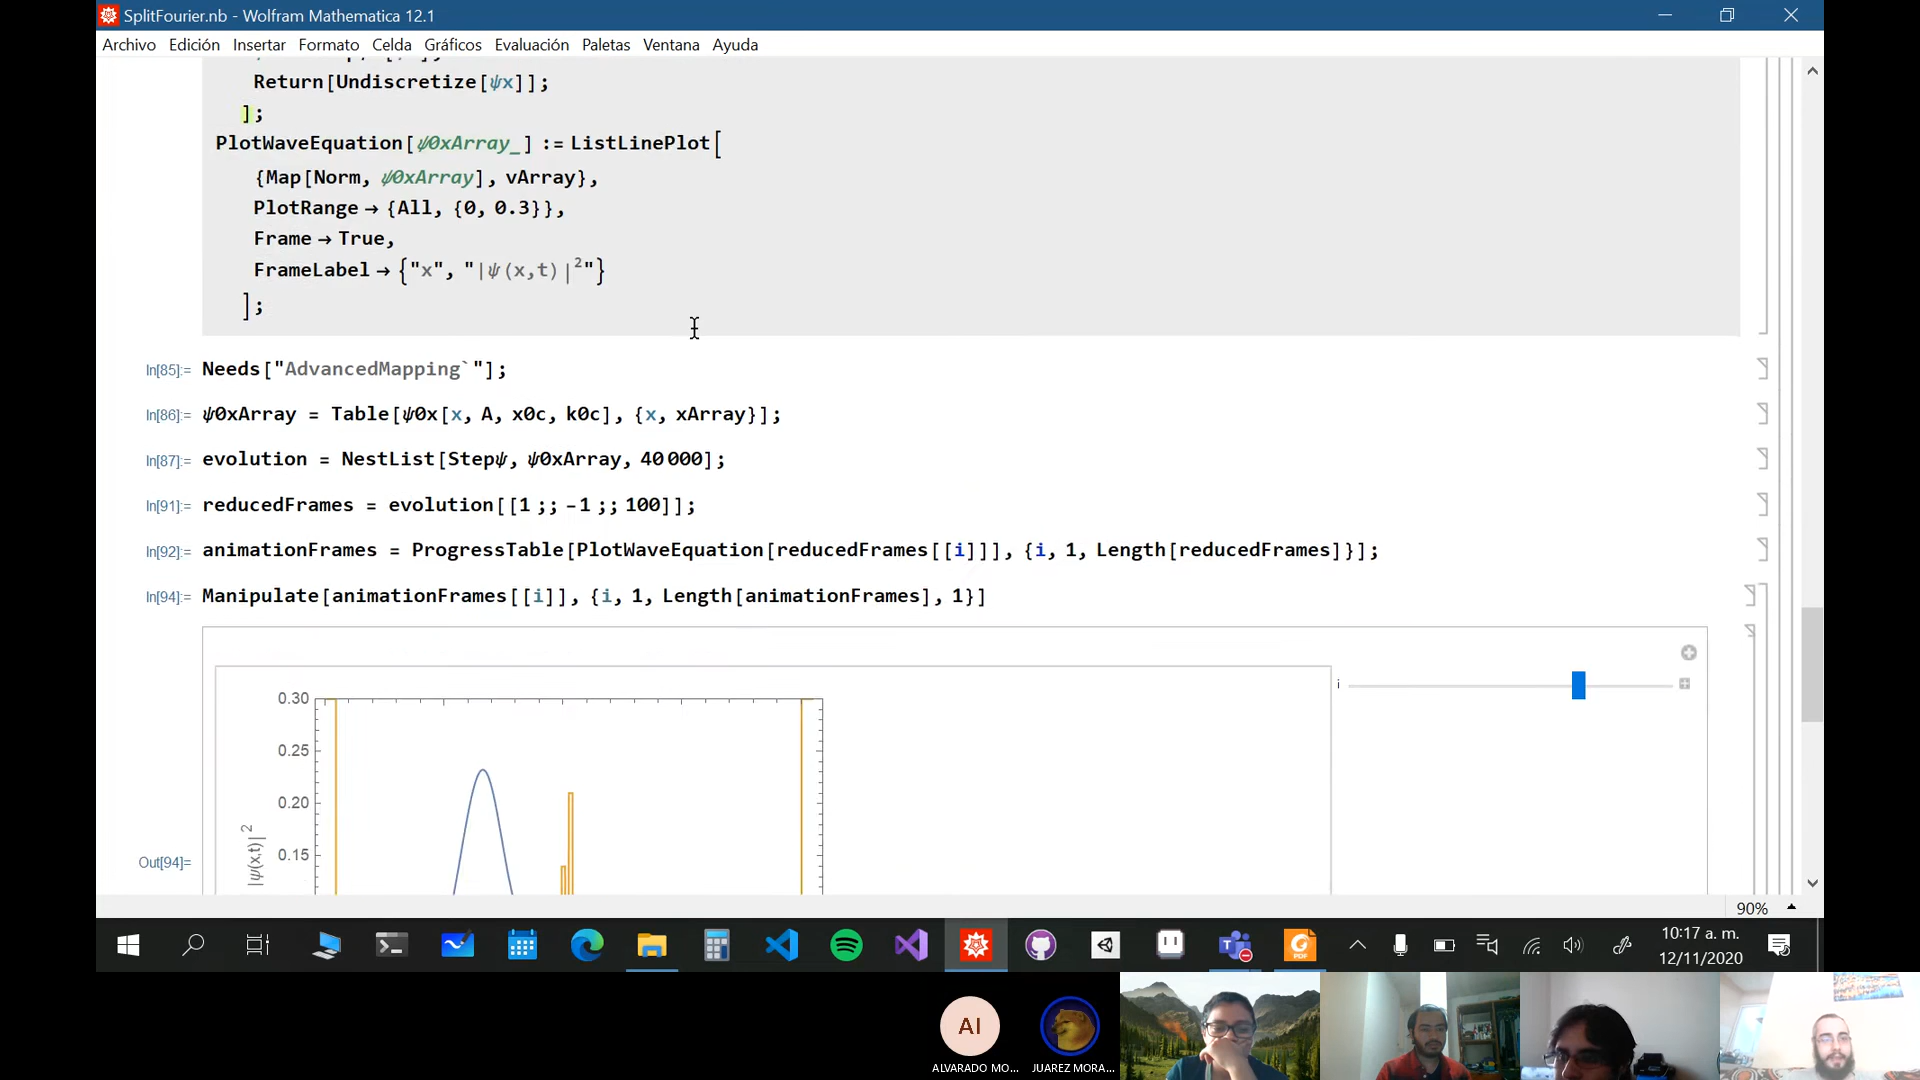 SplitFourier.nb - Wolfram Mathematica 12.1
Archivo Edición Insertar Formato Celda Gráficos Evaluación Paletas Ventana Ayuda
Return[Undiscretize[ψx]];
];
PlotWaveEquation[ψ0xArray_] := ListLinePlot[
{Map[Norm, ψ0xArray], vArray},
PlotRange → {All, {0, 0.3}},
Frame → True,
FrameLabel → {"x", "|ψ(x,t)|²"}
];
In[85]:= Needs["AdvancedMapping`"];
In[86]:= ψ0xArray = Table[ψ0x[x, A, x0c, k0c], {x, xArray}];
In[87]:= evolution = NestList[Stepψ, ψ0xArray, 40000];
In[91]:= reducedFrames = evolution[[1 ;; -1 ;; 100]];
In[92]:= animationFrames = ProgressTable[PlotWaveEquation[reducedFrames[[i]]], {i, 1, Length[reducedFrames]}];
In[94]:= Manipulate[animationFrames[[i]], {i, 1, Length[animationFrames], 1}]
i
0.30
0.25
0.20
0.15
|ψ(x,t)|²
Out[94]=
90%
10:17 a. m.
12/11/2020
PDF
AI
ALVARADO MO...
JUAREZ MORA...